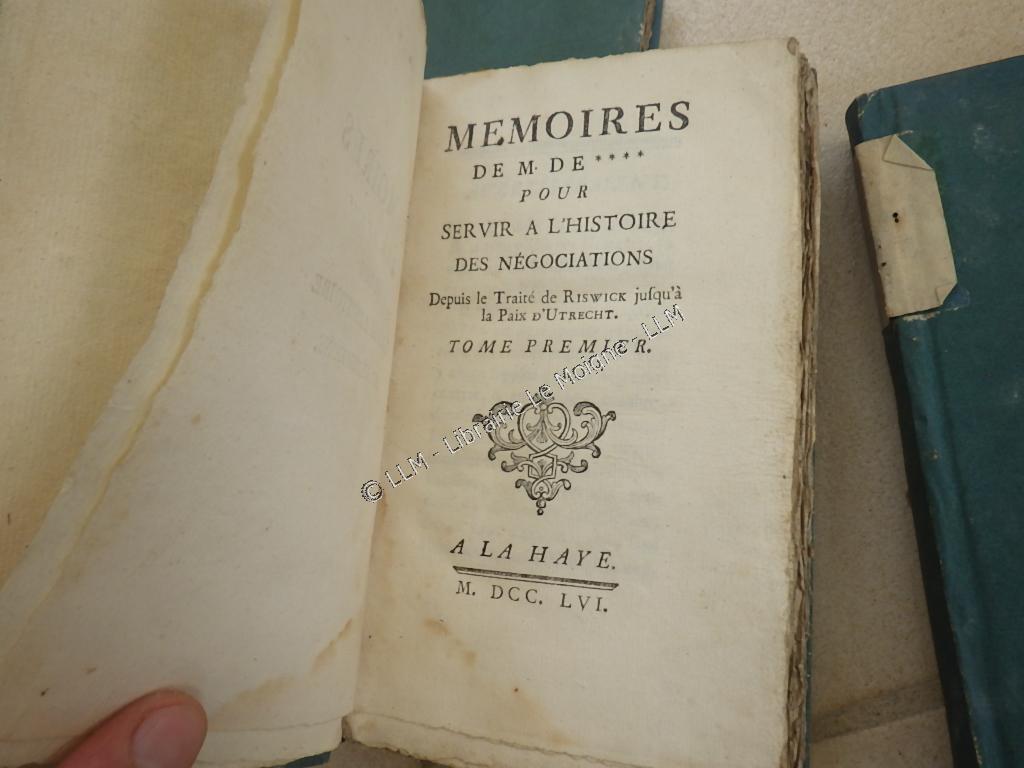 MEMOIRES
DE M. DE ****
POUR
SERVIR A L'HISTOIRE
DES NÉGOCIATIONS
Depuis le Traité de RISWICK juſqu'à
la Paix D'UTRECHT.
TOME PREMIER.
© LLM - Librairie Le Moigne - LLM
A LA HAYE.
M. DCC. LVI.